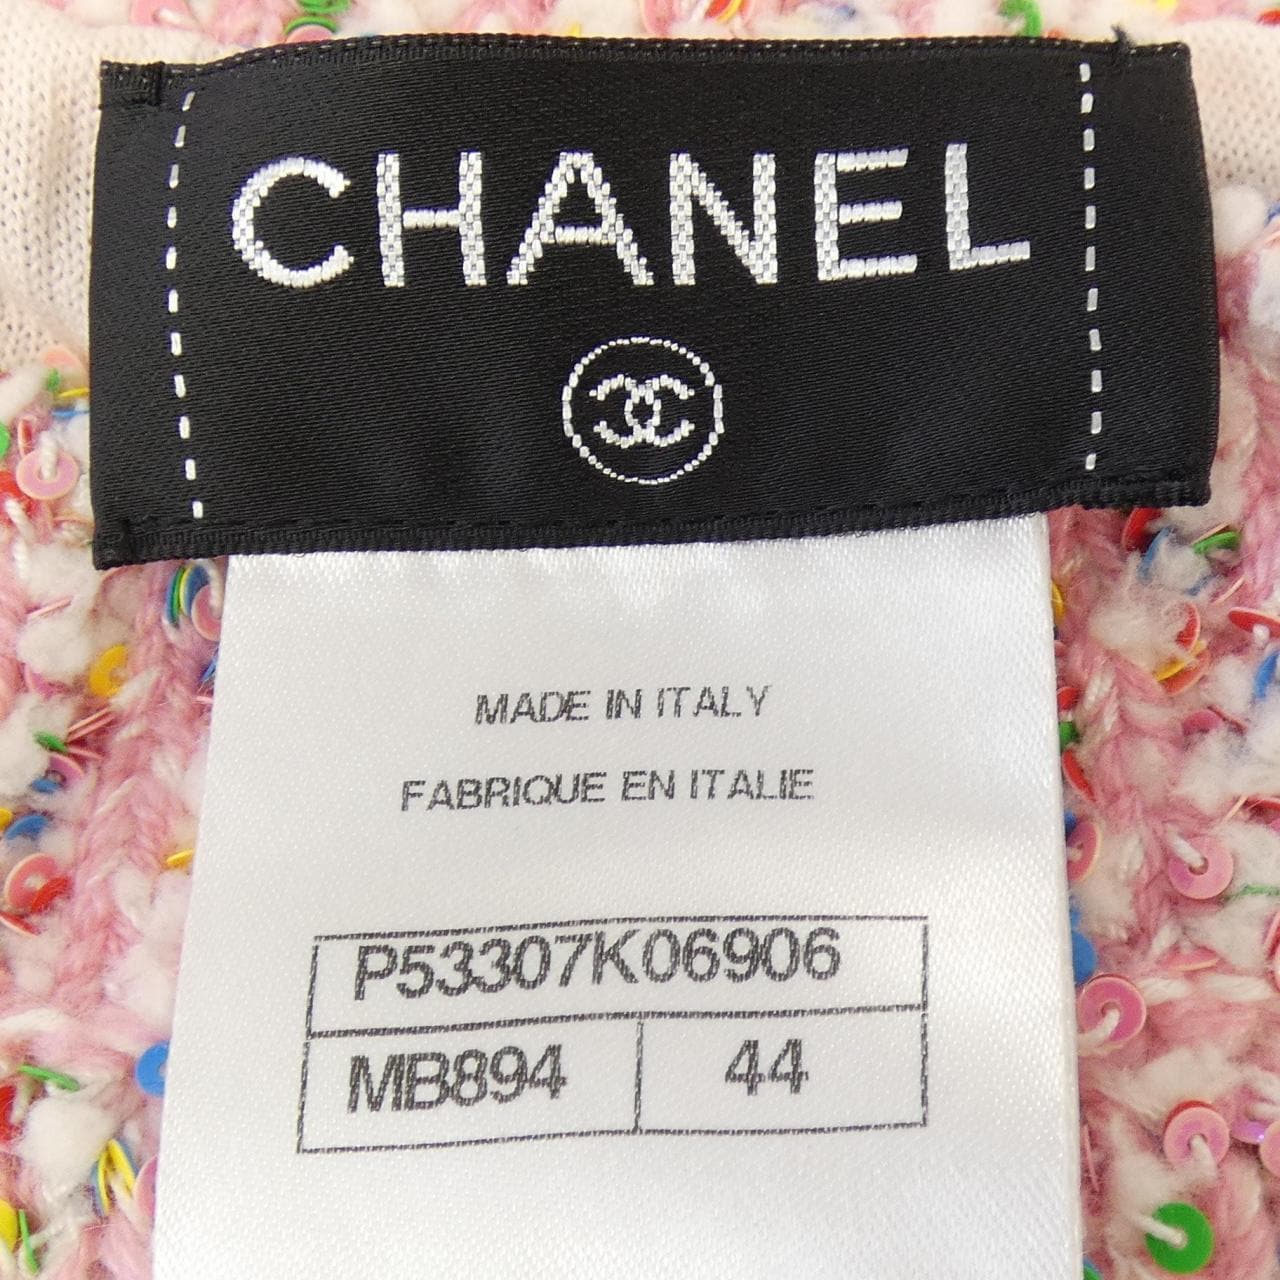 CHANEL
MADE IN ITALY
FABRIQUE EN ITALIE
P53307K06906
MB894 44